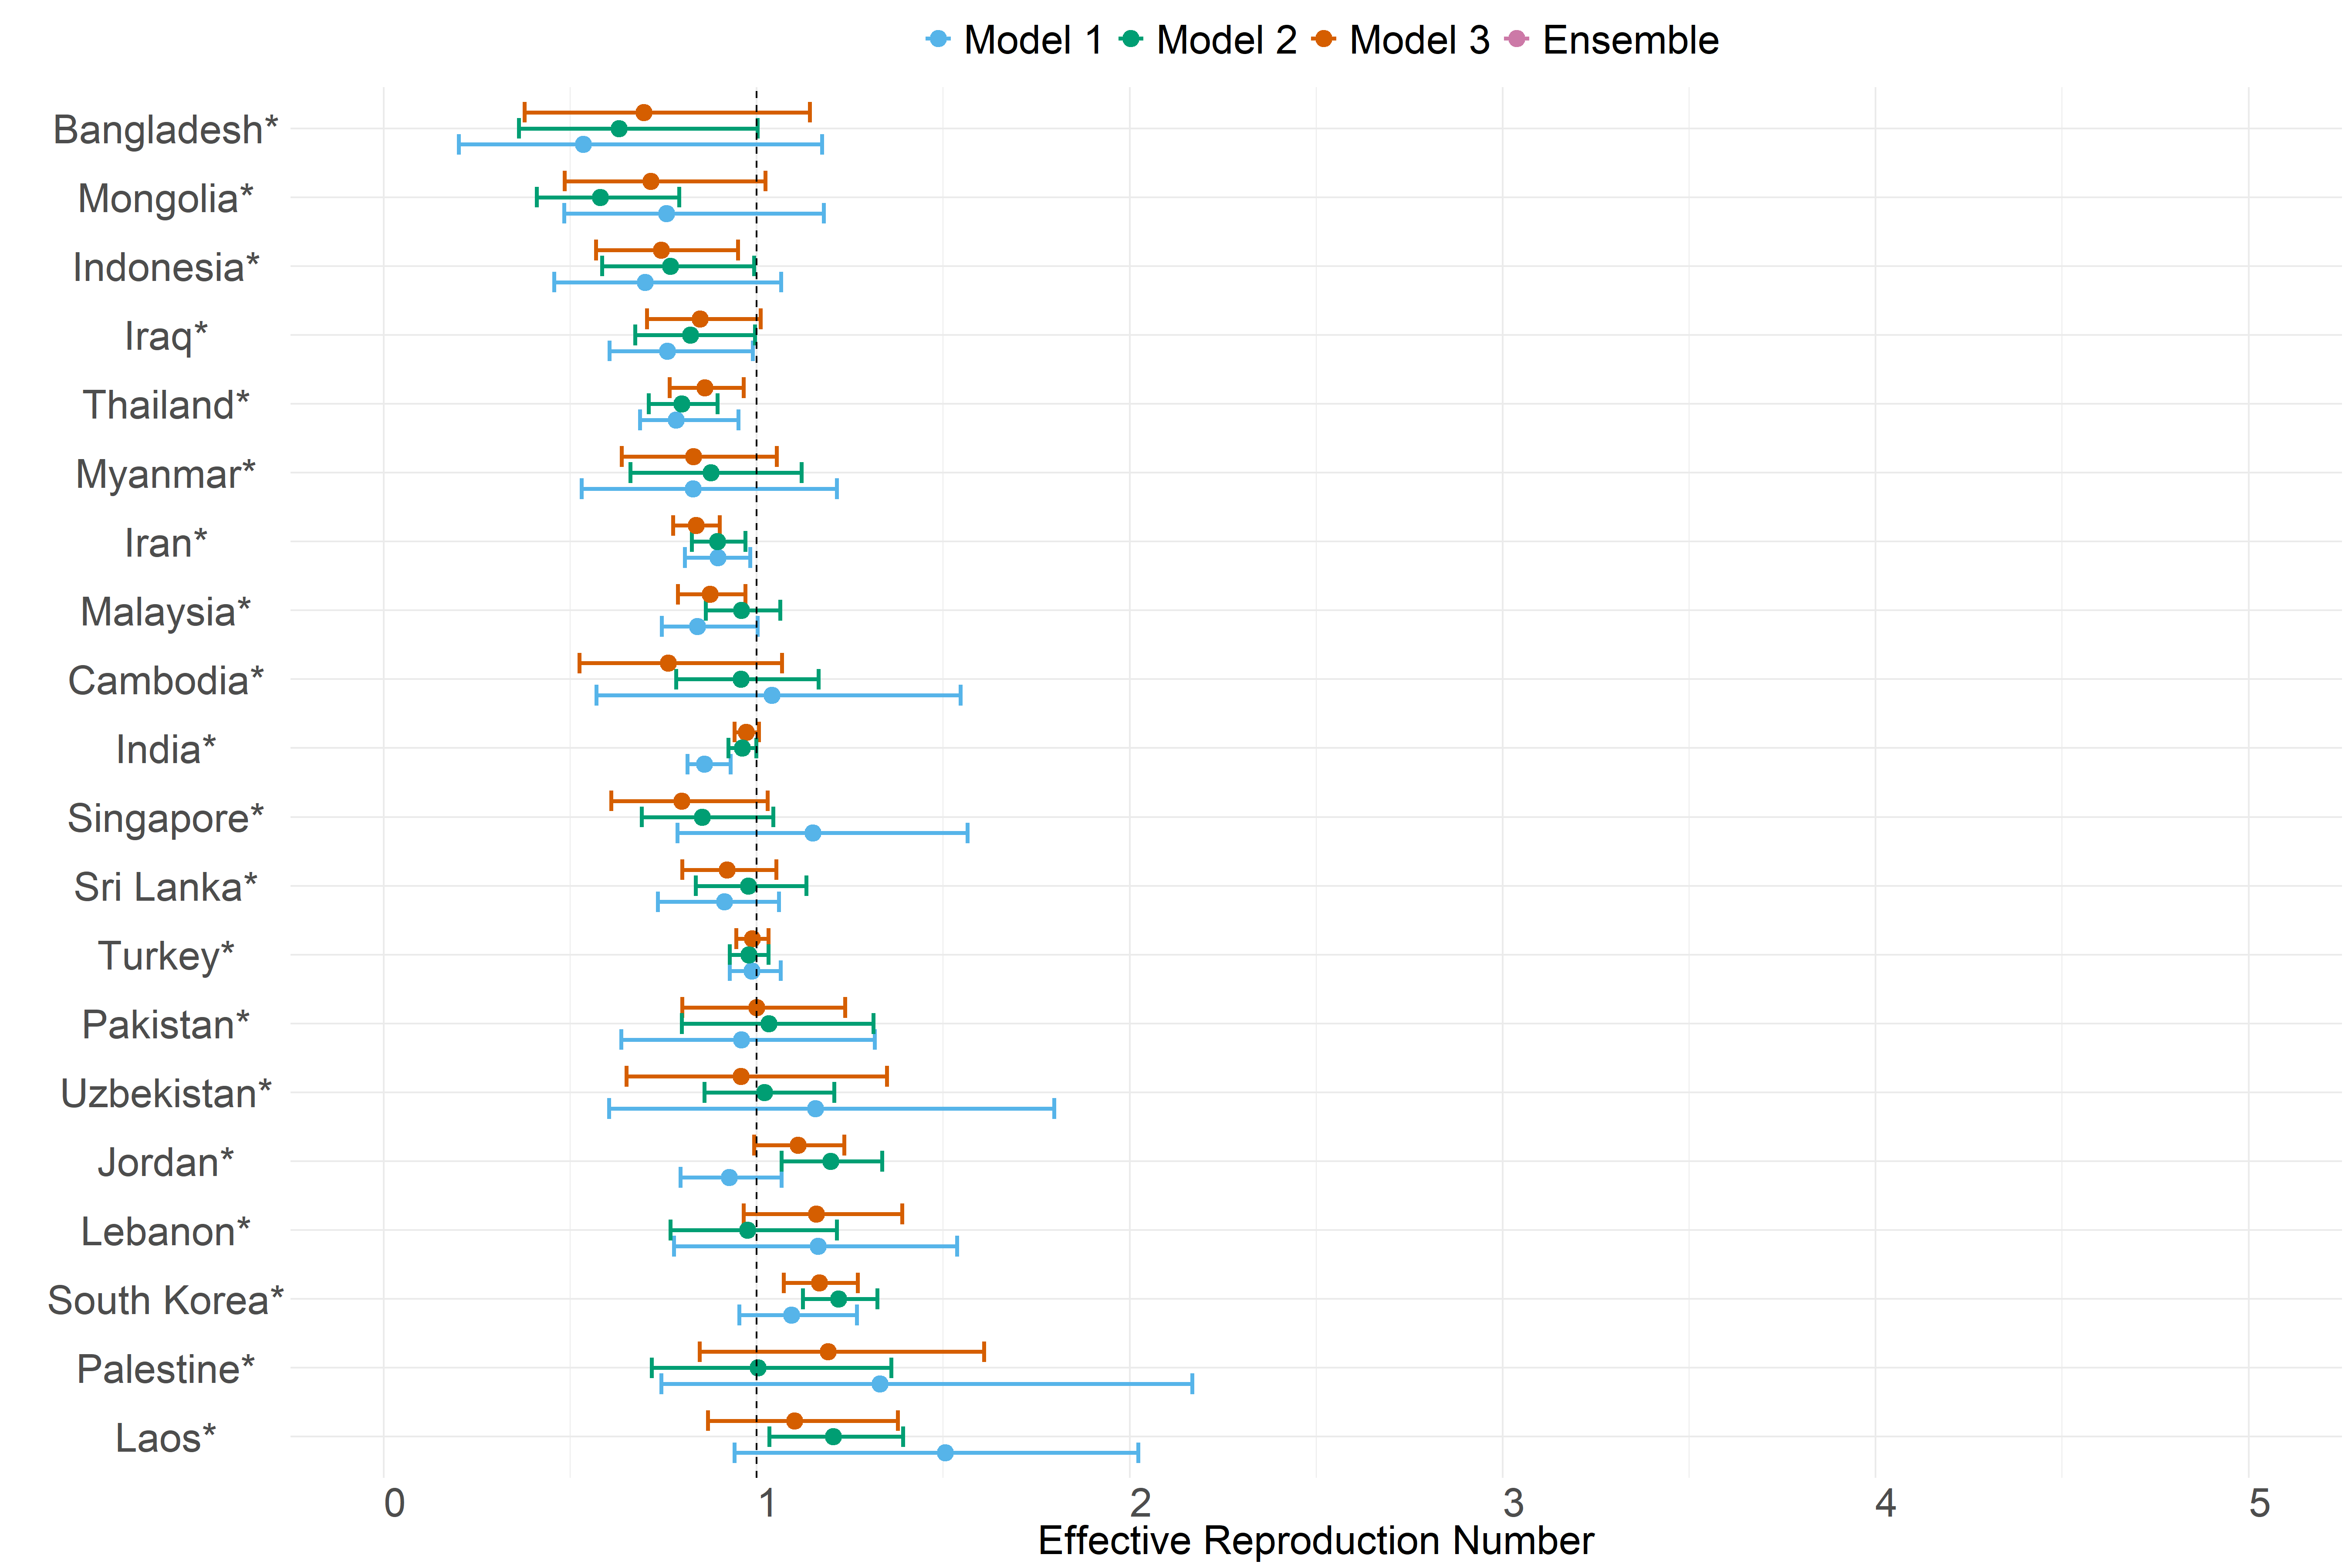 Model 1 Model 2 Model 3 Ensemble
Bangladesh*
Mongolia*
Indonesia*
Iraq*
Thailand*
Myanmar*
Iran*
Malaysia*
Cambodia*
India*
Singapore*
Sri Lanka*
Turkey*
Pakistan*
Uzbekistan*
Jordan*
Lebanon*
South Korea*
Palestine*
Laos*
0 1 2 3 4 5
Effective Reproduction Number